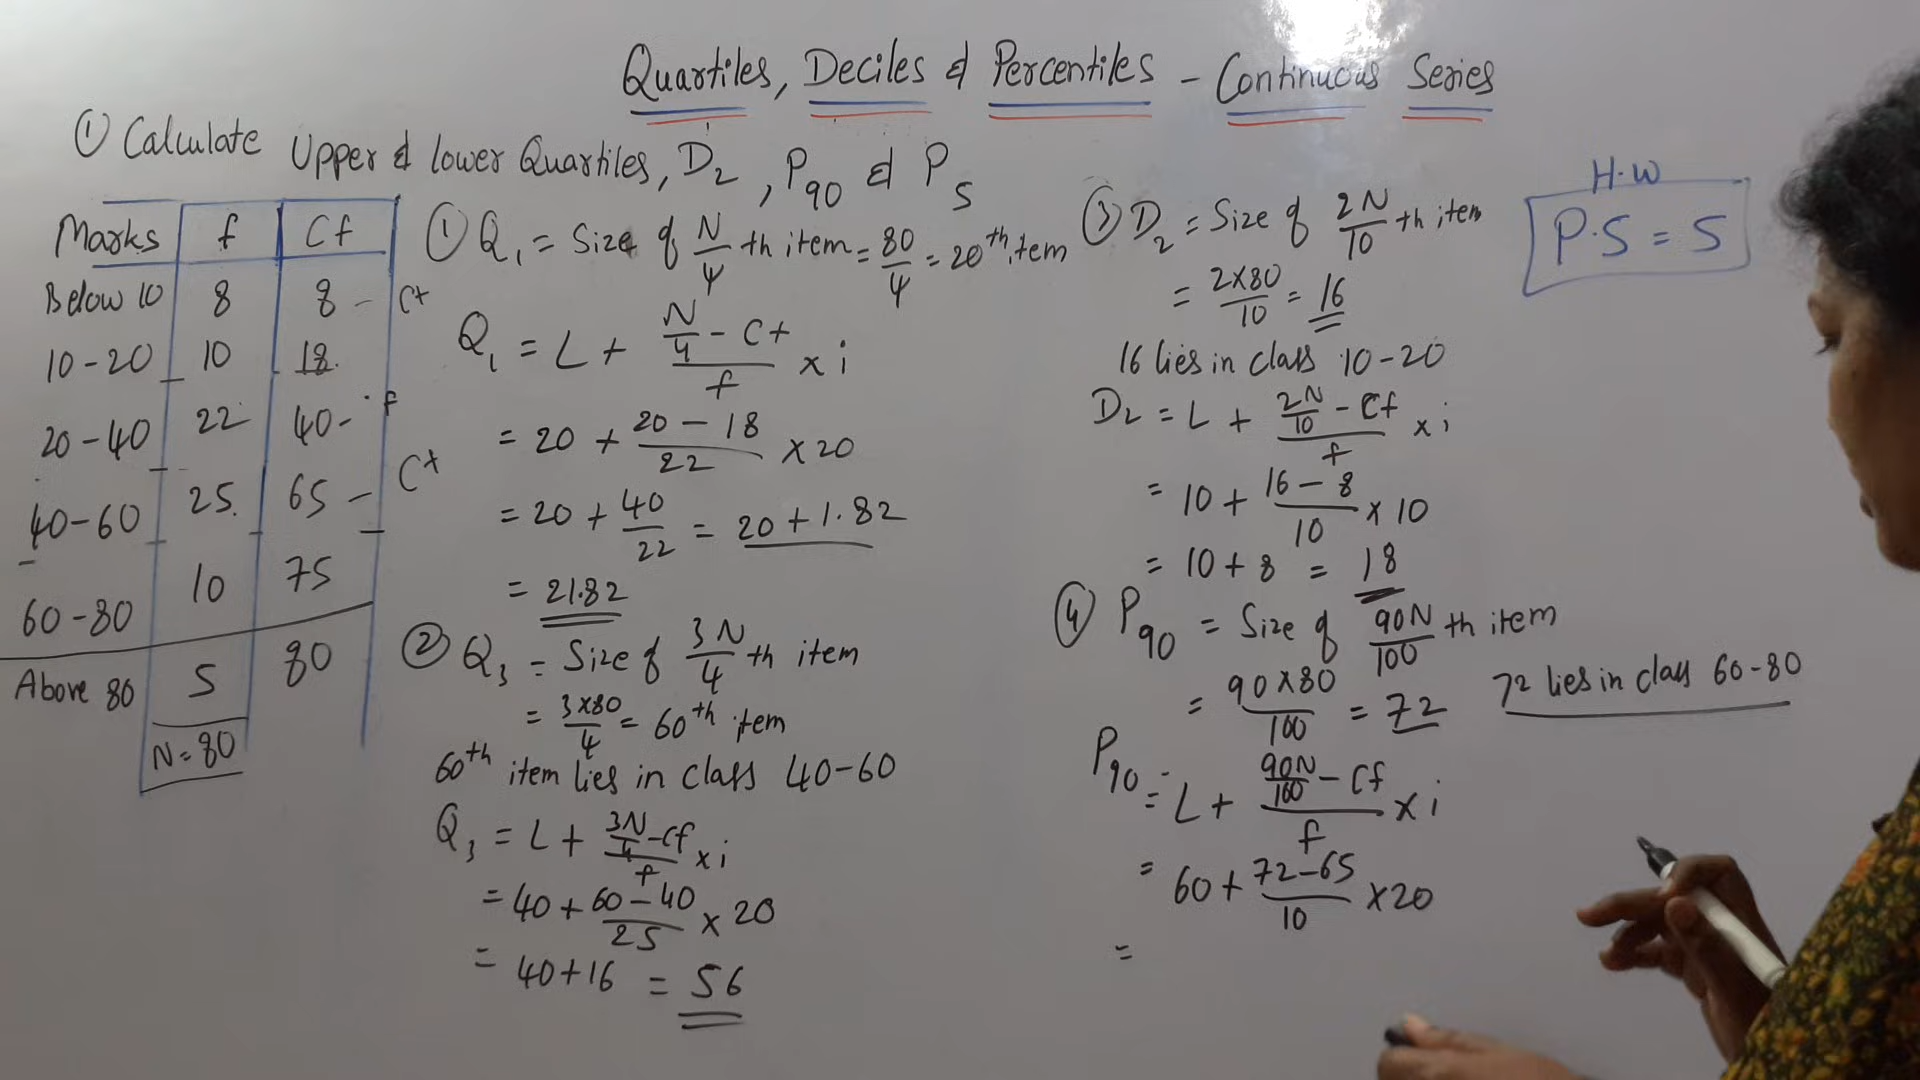 Quartiles, Deciles & Percentiles - Continuous Series
① Calculate Upper & lower Quartiles, D2, P90 & P5
Marks f Cf
Below 10 8 8 - Cf
10-20 10 18
20-40 22 40 - f
40-60 25 65 - Cf
60-80 10 75
Above 80 5 80
N=80
① Q1 = Size of N/4 th item = 80/4 = 20th item
Q1 = L + (N/4 - Cf)/f × i
= 20 + (20 - 18)/22 × 20
= 20 + 40/22 = 20 + 1.82
= 21.82
② Q3 = Size of 3N/4 th item
= 3×80/4 = 60th item
60th item lies in class 40-60
Q3 = L + (3N/4 - Cf)/f × i
= 40 + (60 - 40)/25 × 20
= 40 + 16 = 56
③ D2 = Size of 2N/10 th item
= 2×80/10 = 16
16 lies in class 10-20
D2 = L + (2N/10 - Cf)/f × i
= 10 + (16 - 8)/10 × 10
= 10 + 8 = 18
④ P90 = Size of 90N/100 th item
= 90×80/100 = 72
72 lies in class 60-80
P90 = L + (90N/100 - Cf)/f × i
= 60 + (72-65)/10 × 20
=
H.W
P.5 = 5